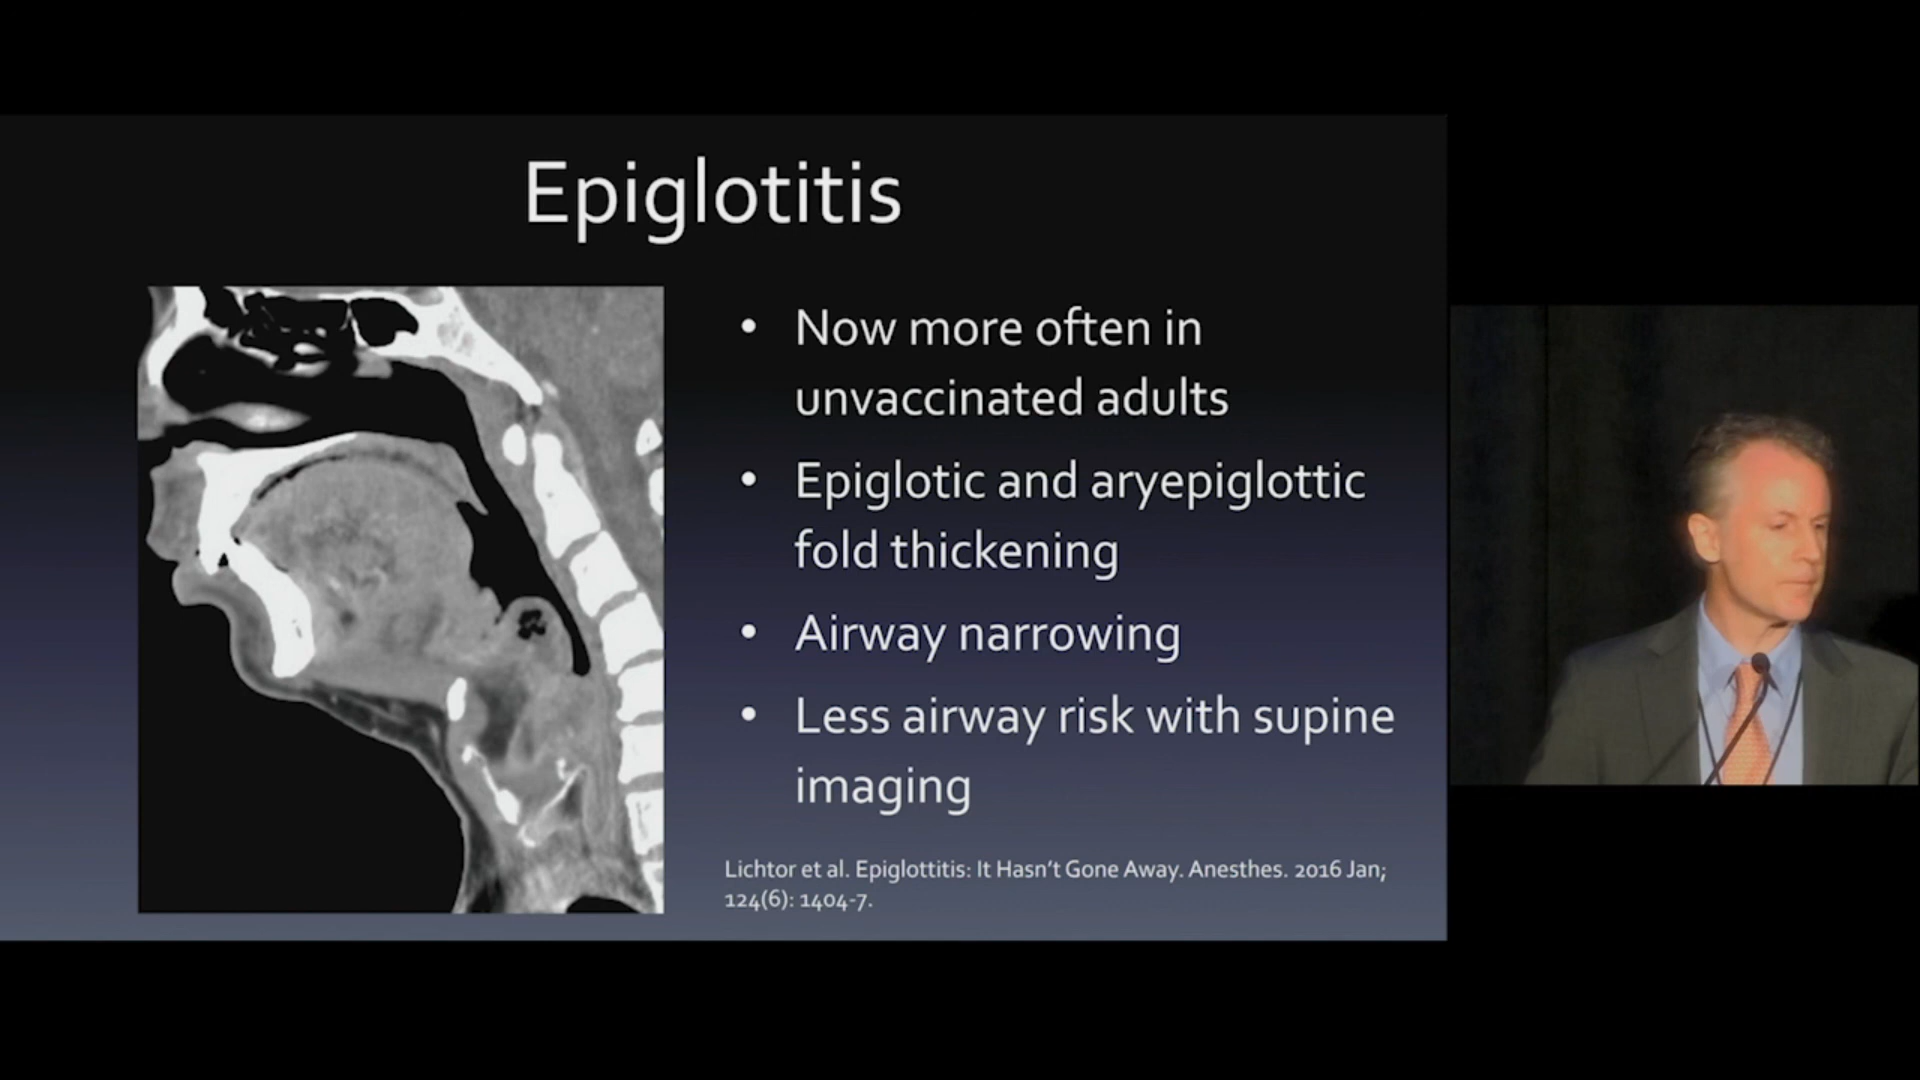 Epiglotitis
• Now more often in
unvaccinated adults
• Epiglotic and aryepiglottic
fold thickening
• Airway narrowing
• Less airway risk with supine
imaging
Lichtor et al. Epiglottitis: It Hasn't Gone Away. Anesthes. 2016 Jan;
124(6): 1404-7.